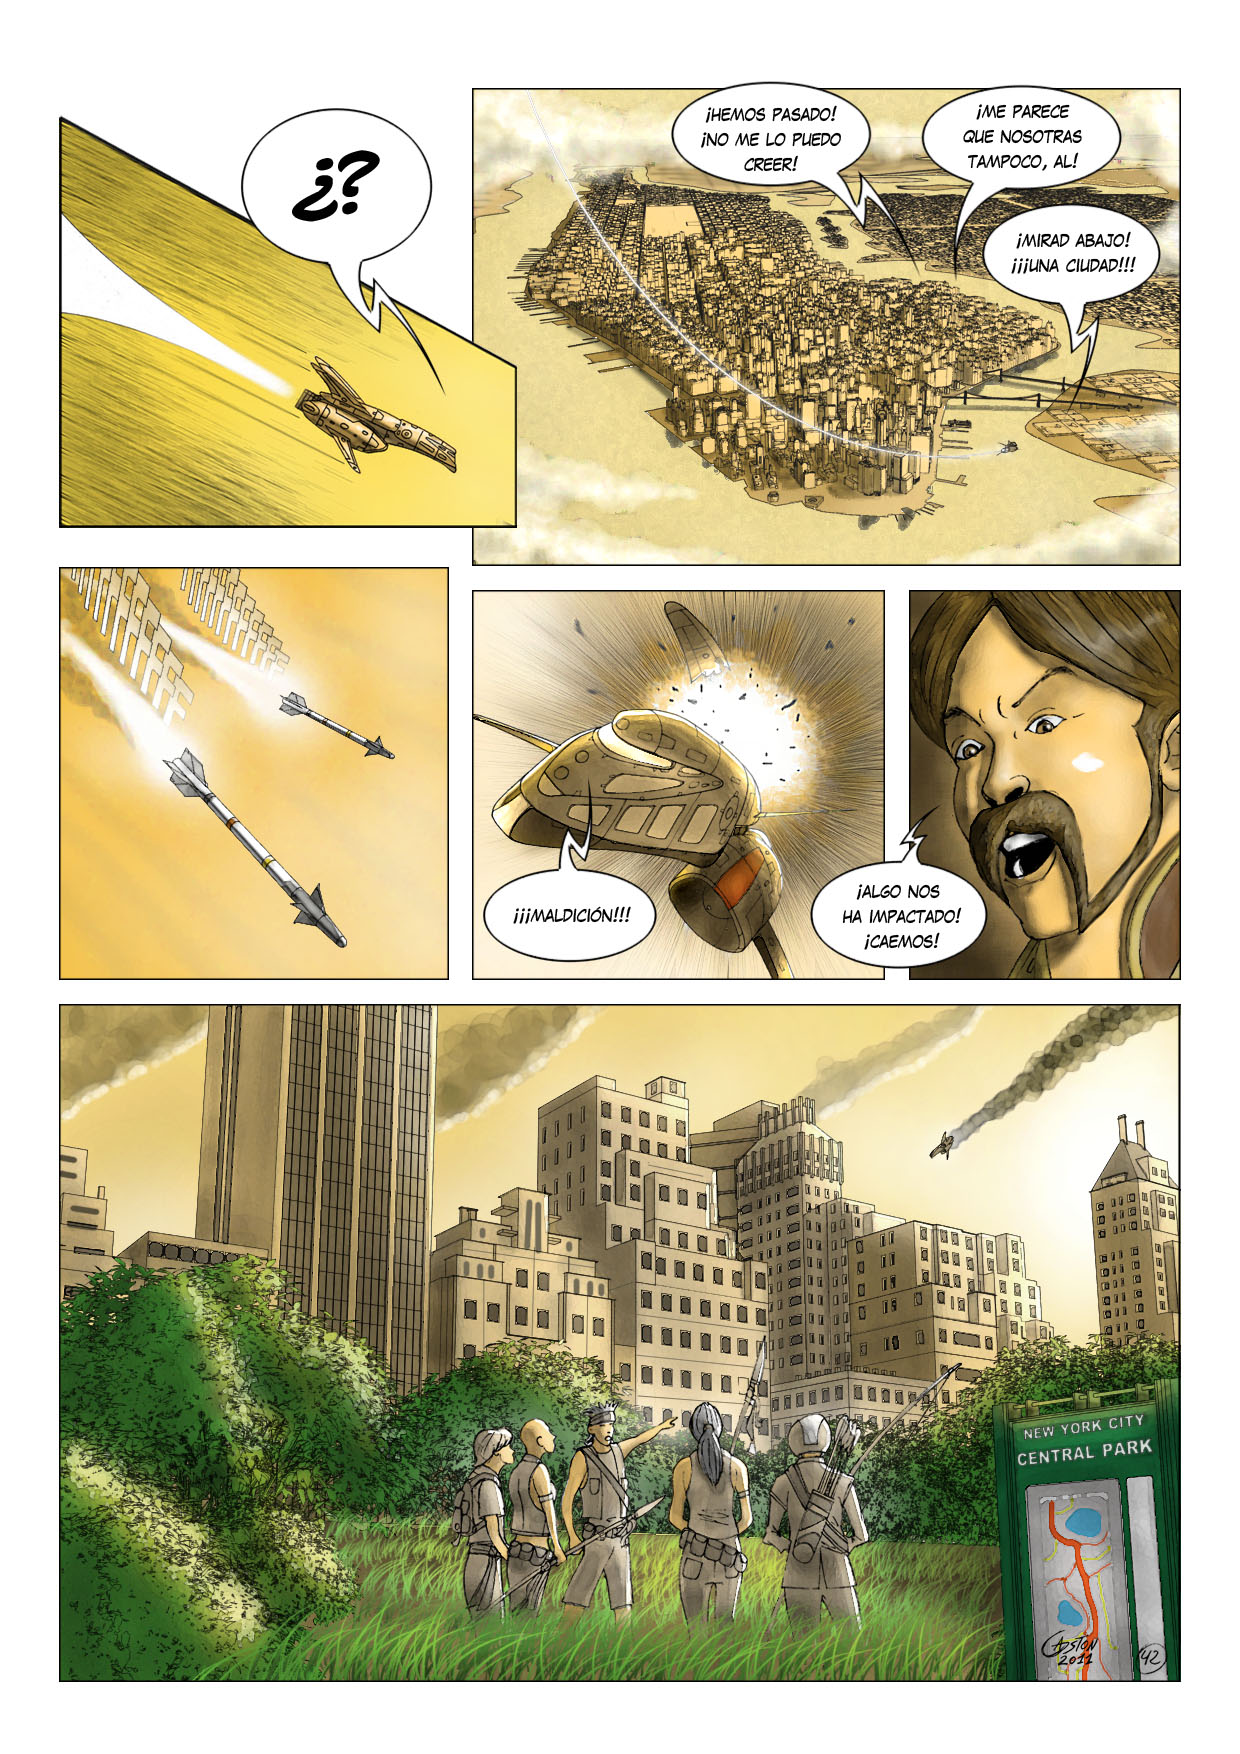 ¿?
¡HEMOS PASADO!
¡NO ME LO PUEDO
CREER!
¡ME PARECE
QUE NOSOTRAS
TAMPOCO, AL!
¡MIRAD ABAJO!
¡¡¡UNA CIUDAD!!!
¡¡¡MALDICIÓN!!!
¡ALGO NOS
HA IMPACTADO!
¡CAEMOS!
NEW YORK CITY
CENTRAL PARK
GASTON
2011
42